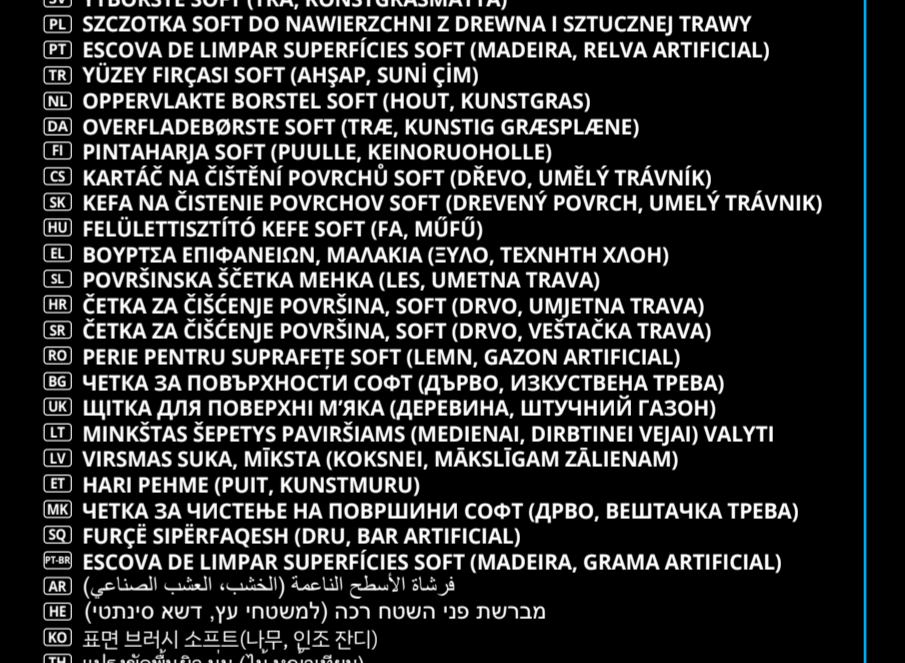 SV YTBORSTE SOFT (TRÄ, KONSTGRÄSMATTA)
PL SZCZOTKA SOFT DO NAWIERZCHNI Z DREWNA I SZTUCZNEJ TRAWY
PT ESCOVA DE LIMPAR SUPERFÍCIES SOFT (MADEIRA, RELVA ARTIFICIAL)
TR YÜZEY FIRÇASI SOFT (AHŞAP, SUNİ ÇİM)
NL OPPERVLAKTE BORSTEL SOFT (HOUT, KUNSTGRAS)
DA OVERFLADEBØRSTE SOFT (TRÆ, KUNSTIG GRÆSPLÆNE)
FI PINTAHARJA SOFT (PUULLE, KEINORUOHOLLE)
CS KARTÁČ NA ČIŠTĚNÍ POVRCHŮ SOFT (DŘEVO, UMĚLÝ TRÁVNÍK)
SK KEFA NA ČISTENIE POVRCHOV SOFT (DREVENÝ POVRCH, UMELÝ TRÁVNIK)
HU FELÜLETTISZTÍTÓ KEFE SOFT (FA, MŰFŰ)
EL ΒΟΥΡΤΣΑ ΕΠΙΦΑΝΕΙΩΝ, ΜΑΛΑΚΙΑ (ΞΥΛΟ, ΤΕΧΝΗΤΗ ΧΛΟΗ)
SL POVRŠINSKA ŠČETKA MEHKA (LES, UMETNA TRAVA)
HR ČETKA ZA ČIŠĆENJE POVRŠINA, SOFT (DRVO, UMJETNA TRAVA)
SR ČETKA ZA ČIŠĆENJE POVRŠINA, SOFT (DRVO, VEŠTAČKA TRAVA)
RO PERIE PENTRU SUPRAFEȚE SOFT (LEMN, GAZON ARTIFICIAL)
BG ЧЕТКА ЗА ПОВЪРХНОСТИ СОФТ (ДЪРВО, ИЗКУСТВЕНА ТРЕВА)
UK ЩІТКА ДЛЯ ПОВЕРХНІ М’ЯКА (ДЕРЕВИНА, ШТУЧНИЙ ГАЗОН)
LT MINKŠTAS ŠEPETYS PAVIRŠIAMS (MEDIENAI, DIRBTINEI VEJAI) VALYTI
LV VIRSMAS SUKA, MĪKSTA (KOKSNEI, MĀKSLĪGAM ZĀLIENAM)
ET HARI PEHME (PUIT, KUNSTMURU)
MK ЧЕТКА ЗА ЧИСТЕЊЕ НА ПОВРШИНИ СОФТ (ДРВО, ВЕШТАЧКА ТРЕВА)
SQ FURÇË SIPËRFAQESH (DRU, BAR ARTIFICIAL)
PT-BR ESCOVA DE LIMPAR SUPERFÍCIES SOFT (MADEIRA, GRAMA ARTIFICIAL)
AR فرشاة الأسطح الناعمة (الخشب، العشب الصناعي)
HE מברשת פני השטח רכה (למשטחי עץ, דשא סינתטי)
KO 표면 브러시 소프트(나무, 인조 잔디)
TH